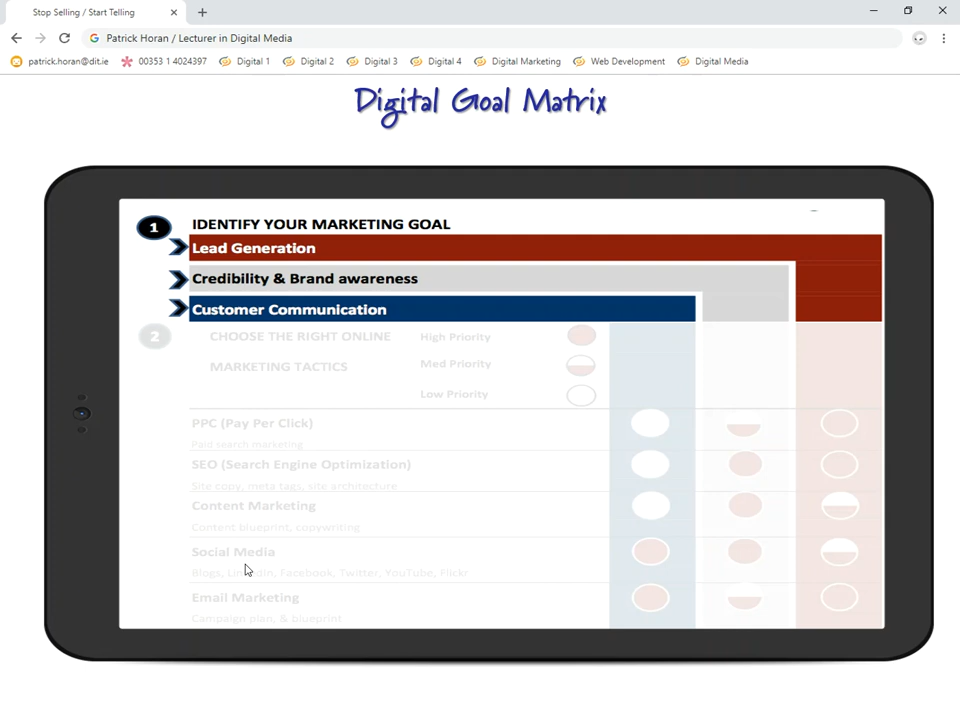 Stop Selling / Start Telling
Patrick Horan / Lecturer in Digital Media
patrick.horan@dit.ie 00353 1 4024397 Digital 1 Digital 2 Digital 3 Digital 4 Digital Marketing Web Development Digital Media
Digital Goal Matrix
1 IDENTIFY YOUR MARKETING GOAL
Lead Generation
Credibility & Brand awareness
Customer Communication
2 CHOOSE THE RIGHT ONLINE High Priority
MARKETING TACTICS Med Priority
Low Priority
PPC (Pay Per Click)
Paid search marketing
SEO (Search Engine Optimization)
Site copy, meta tags, site architecture
Content Marketing
Content blueprint, copywriting
Social Media
Blogs, LinkedIn, Facebook, Twitter, YouTube, Flickr
Email Marketing
Campaign plan, & blueprint